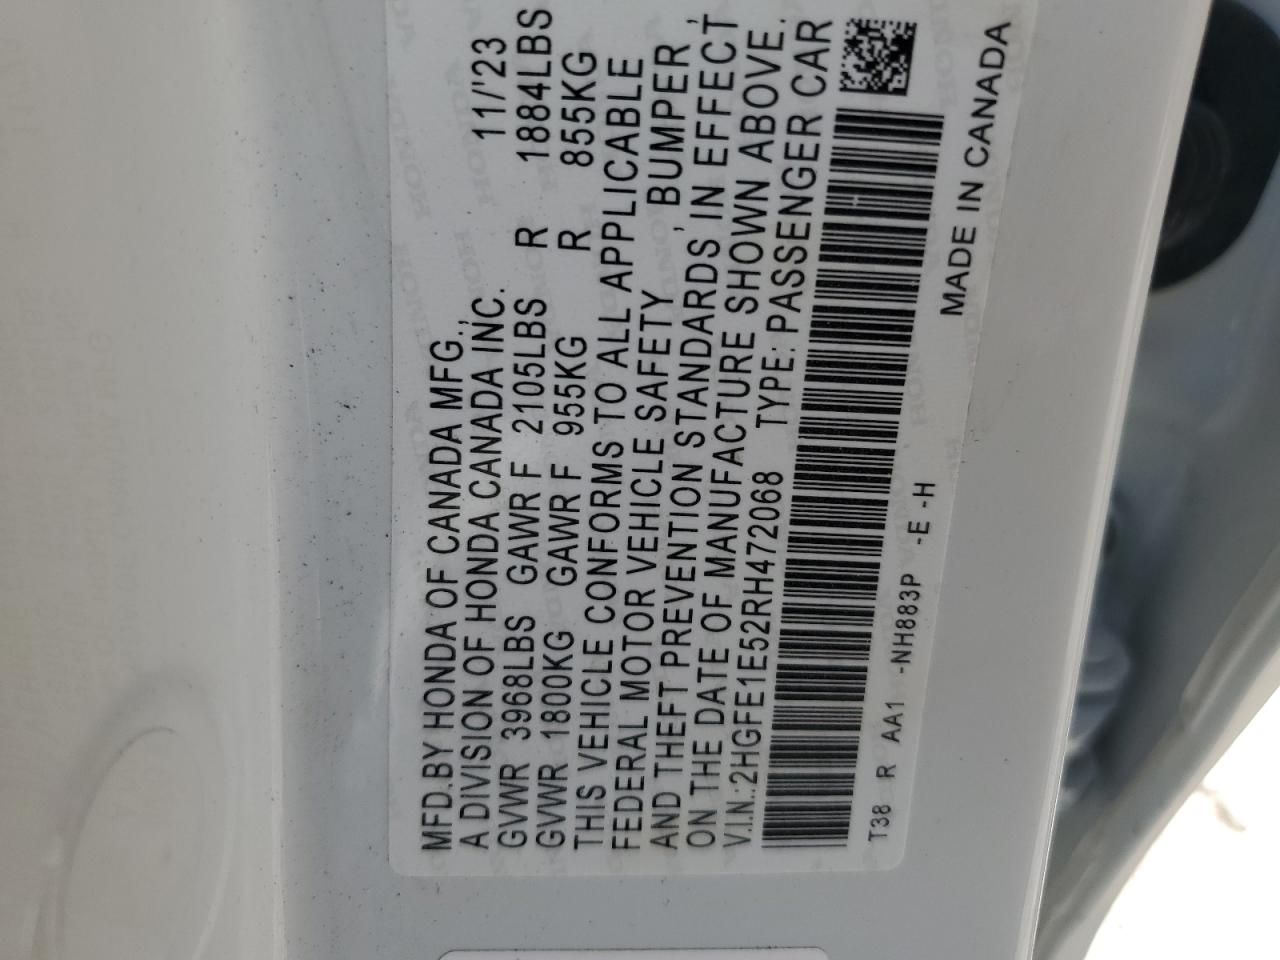 MFD.BY HONDA OF CANADA MFG.,
A DIVISION OF HONDA CANADA INC. 11/'23
GVWR 3968LBS GAWR F 2105LBS R 1884LBS
GVWR 1800KG GAWR F 955KG R 855KG
THIS VEHICLE CONFORMS TO ALL APPLICABLE
FEDERAL MOTOR VEHICLE SAFETY, BUMPER,
AND THEFT PREVENTION STANDARDS IN EFFECT
ON THE DATE OF MANUFACTURE SHOWN ABOVE.
V.I.N.:2HGFE1E52RH472068 TYPE: PASSENGER CAR
T38 R AA1 -NH883P -E -H
MADE IN CANADA